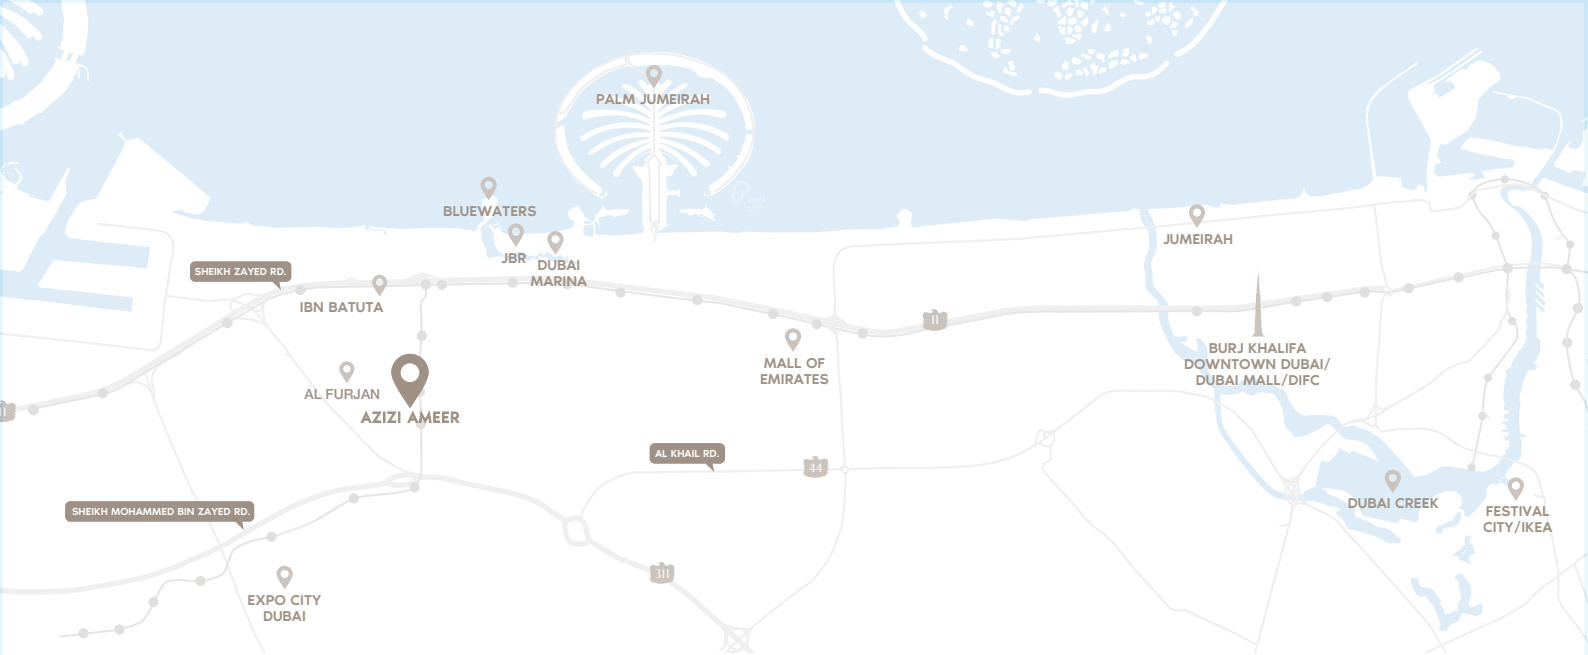 PALM JUMEIRAH
BLUEWATERS
JBR
DUBAI
MARINA
JUMEIRAH
SHEIKH ZAYED RD.
IBN BATUTA
11
MALL OF
EMIRATES
BURJ KHALIFA
DOWNTOWN DUBAI/
DUBAI MALL/DIFC
AL FURJAN
AZIZI AMEER
11
AL KHAIL RD.
44
DUBAI CREEK
FESTIVAL
CITY/IKEA
SHEIKH MOHAMMED BIN ZAYED RD.
311
EXPO CITY
DUBAI